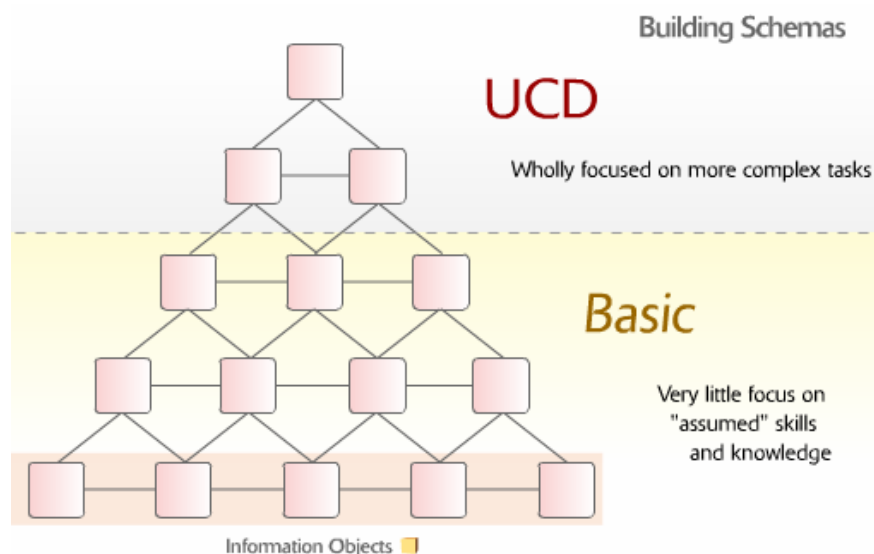 Building Schemas
UCD
Wholly focused on more complex tasks
Basic
Very little focus on
"assumed" skills
and knowledge
Information Objects